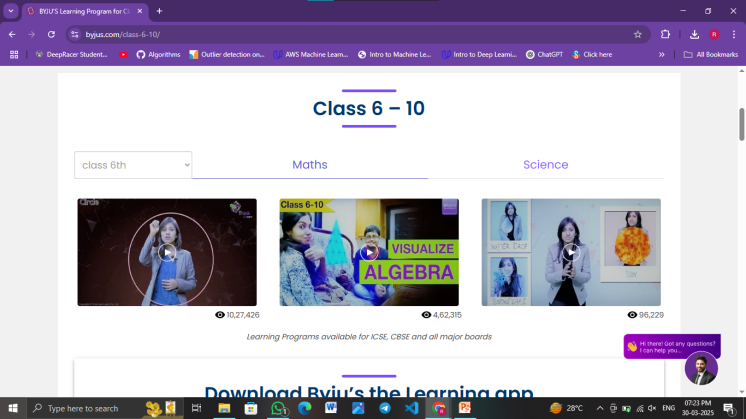 BYJU'S Learning Program for Cl
byjus.com/class-6-10/
DeepRacer Student...
Algorithms
Outlier detection on...
AWS Machine Learn...
Intro to Machine Le...
Intro to Deep Learni...
ChatGPT
Click here
All Bookmarks
Class 6 – 10
class 6th
Maths
Science
Circle
Class 6-10
VISUALIZE
ALGEBRA
WATER DROP
SUN
10,27,426
4,62,315
96,229
Learning Programs available for ICSE, CBSE and all major boards
Hi there! Got any questions?
I can help you...
Download Byju's the Learning app
Type here to search
28°C
ENG
07:23 PM
30-03-2025